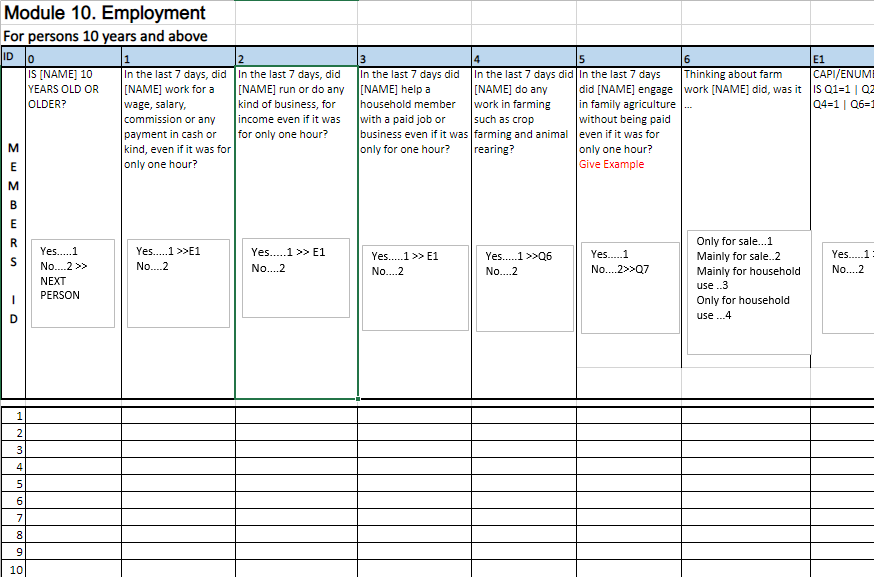 Module 10. Employment
For persons 10 years and above
ID
0
1
2
3
4
5
6
E1
M
E
M
B
E
R
S
I
D
IS [NAME] 10
YEARS OLD OR
OLDER?
Yes.....1
No....2 >>
NEXT
PERSON
In the last 7 days, did
[NAME] work for a
wage, salary,
commission or any
payment in cash or
kind, even if it was for
only one hour?
Yes.....1 >>E1
No....2
In the last 7 days, did
[NAME] run or do any
kind of business, for
income even if it was
for only one hour?
Yes.....1 >> E1
No....2
In the last 7 days did
[NAME] help a
household member
with a paid job or
business even if it was
only for one hour?
Yes.....1 >> E1
No....2
In the last 7 days did
[NAME] do any
work in farming
such as crop
farming and animal
rearing?
Yes.....1 >>Q6
No....2
In the last 7 days
did [NAME] engage
in family agriculture
without being paid
even if it was for
only one hour?
Give Example
Yes.....1
No....2>>Q7
Thinking about farm
work [NAME] did, was it
...
Only for sale...1
Mainly for sale..2
Mainly for household
use ..3
Only for household
use ...4
CAPI/ENUME
IS Q1=1 | Q2
Q4=1 | Q6=1
Yes.....1
No....2
1
2
3
4
5
6
7
8
9
10